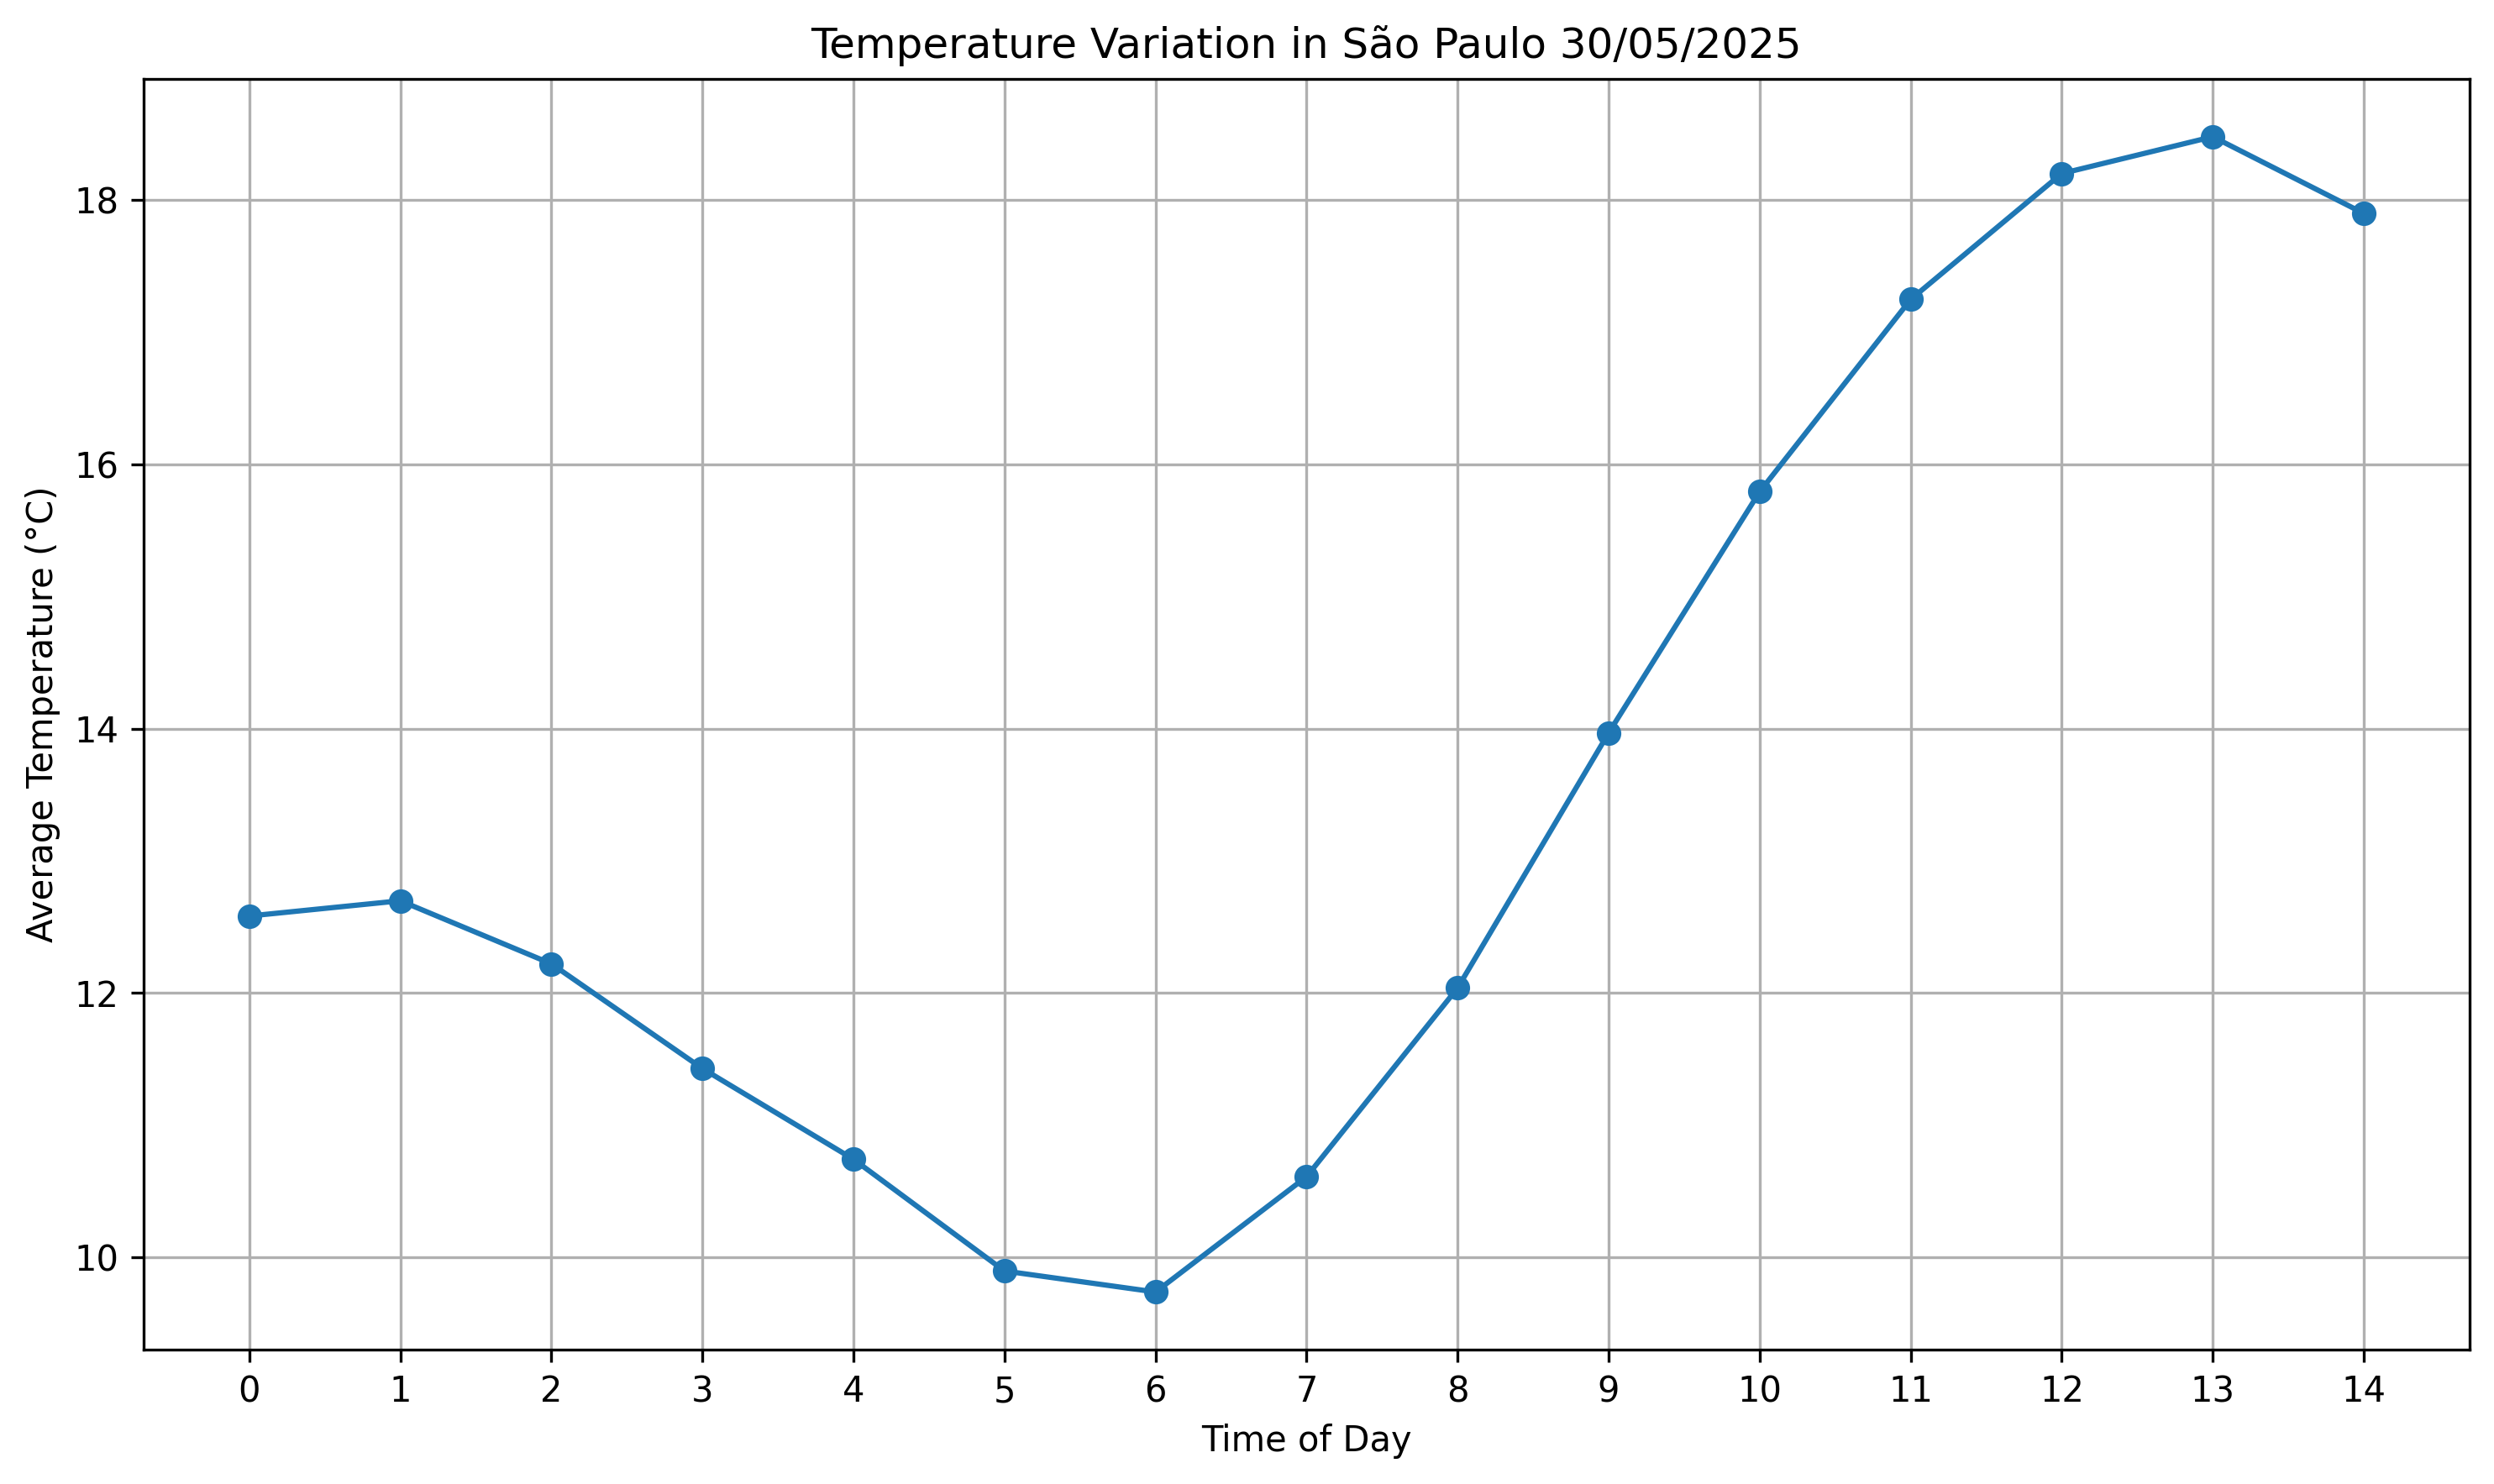 Temperature Variation in São Paulo 30/05/2025
Average Temperature (°C)
18
16
14
12
10
0 1 2 3 4 5 6 7 8 9 10 11 12 13 14
Time of Day